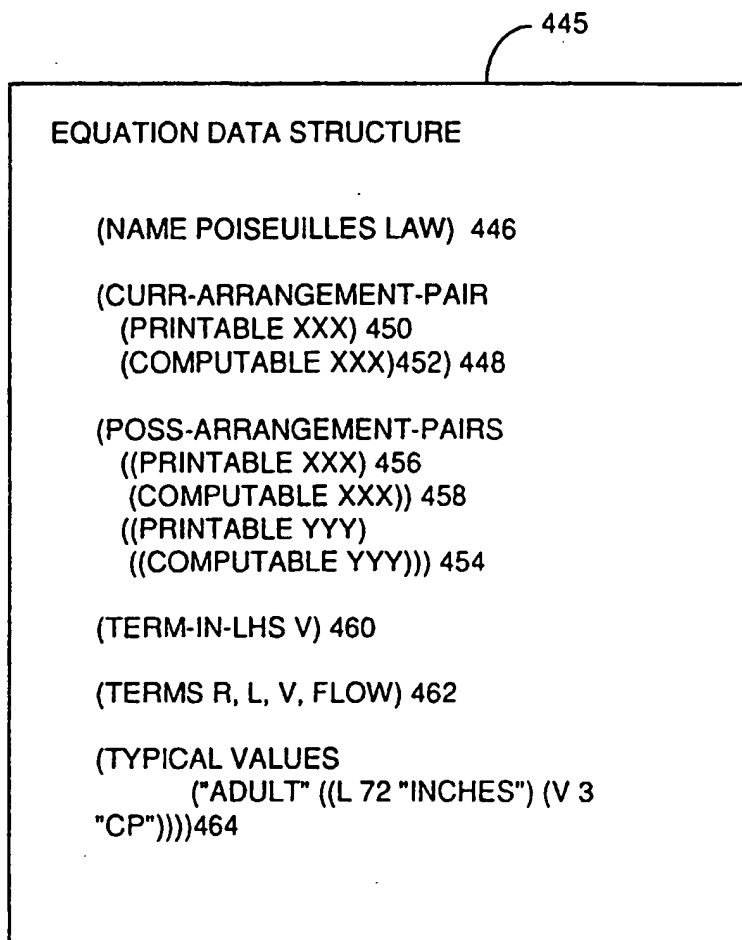 445
EQUATION DATA STRUCTURE
(NAME POISEUILLES LAW) 446
(CURR-ARRANGEMENT-PAIR
(PRINTABLE XXX) 450
(COMPUTABLE XXX)452) 448
(POSS-ARRANGEMENT-PAIRS
((PRINTABLE XXX) 456
(COMPUTABLE XXX)) 458
((PRINTABLE YYY)
((COMPUTABLE YYY))) 454
(TERM-IN-LHS V) 460
(TERMS R, L, V, FLOW) 462
(TYPICAL VALUES
("ADULT" ((L 72 "INCHES") (V 3
"CP"))))464